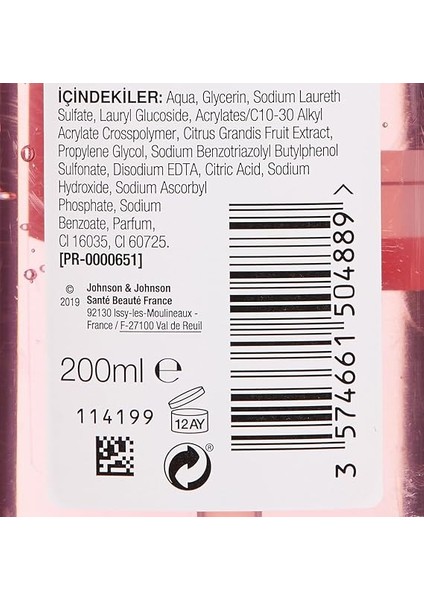 İÇİNDEKİLER: Aqua, Glycerin, Sodium Laureth
Sulfate, Lauryl Glucoside, Acrylates/C10-30 Alkyl
Acrylate Crosspolymer, Citrus Grandis Fruit Extract,
Propylene Glycol, Sodium Benzotriazolyl Butylphenol
Sulfonate, Disodium EDTA, Citric Acid, Sodium
Hydroxide, Sodium Ascorbyl
Phosphate, Sodium
Benzoate, Parfum,
CI 16035, CI 60725.
[PR-0000651]
© 2019
Johnson & Johnson
Santé Beauté France
92130 Issy-les-Moulineaux -
France / F-27100 Val de Reuil
200ml ℮
114199
12AY
3 574661 504889 >